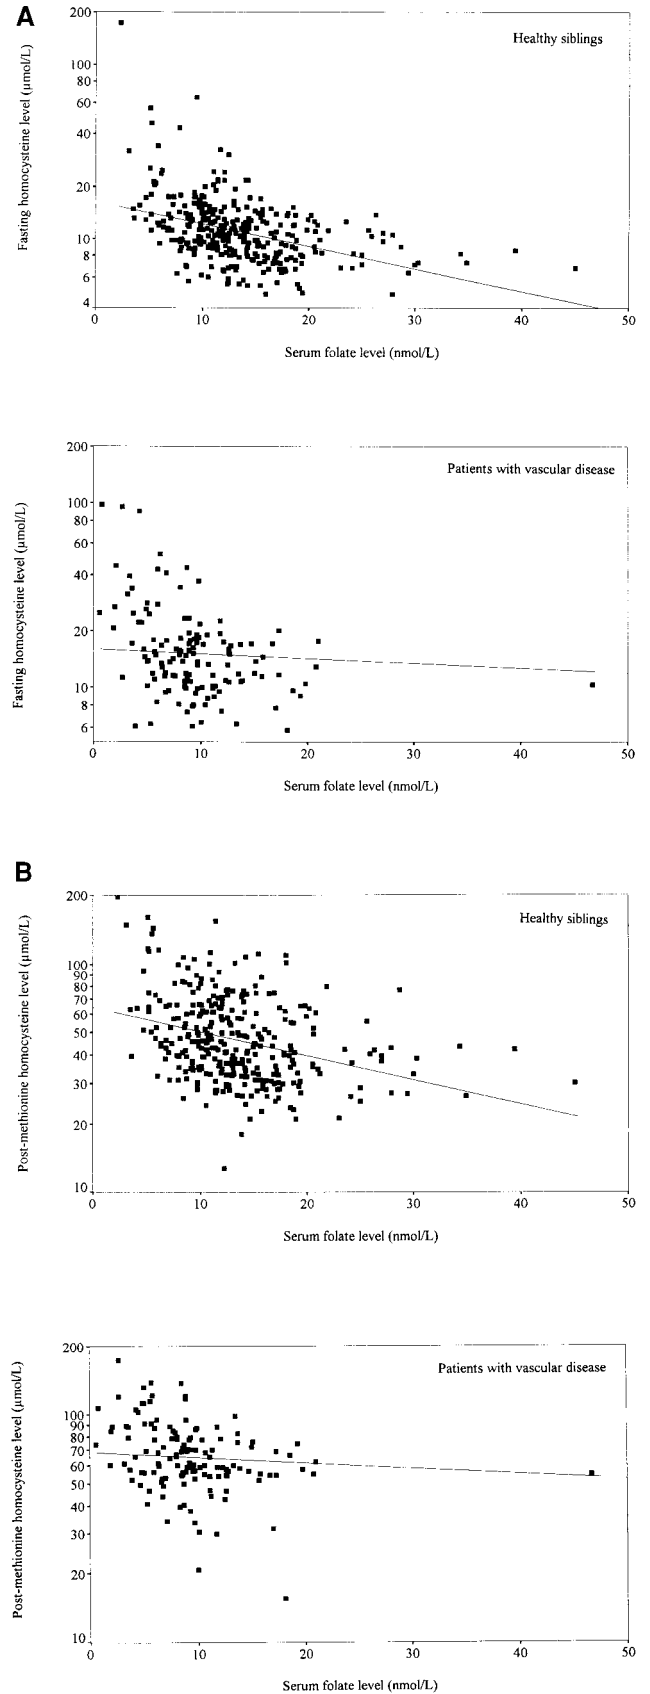 A
200
Healthy siblings
100
80
60
40
20
10
8
6
4
Fasting homocysteine level (µmol/L)
0 10 20 30 40 50
Serum folate level (nmol/L)
200
Patients with vascular disease
100
80
60
40
20
10
8
6
Fasting homocysteine level (µmol/L)
0 10 20 30 40 50
Serum folate level (nmol/L)
B
200
Healthy siblings
100
90
80
70
60
50
40
30
20
10
Post-methionine homocysteine level (µmol/L)
0 10 20 30 40 50
Serum folate level (nmol/L)
200
Patients with vascular disease
100
90
80
70
60
50
40
30
20
10
Post-methionine homocysteine level (µmol/L)
0 10 20 30 40 50
Serum folate level (nmol/L)